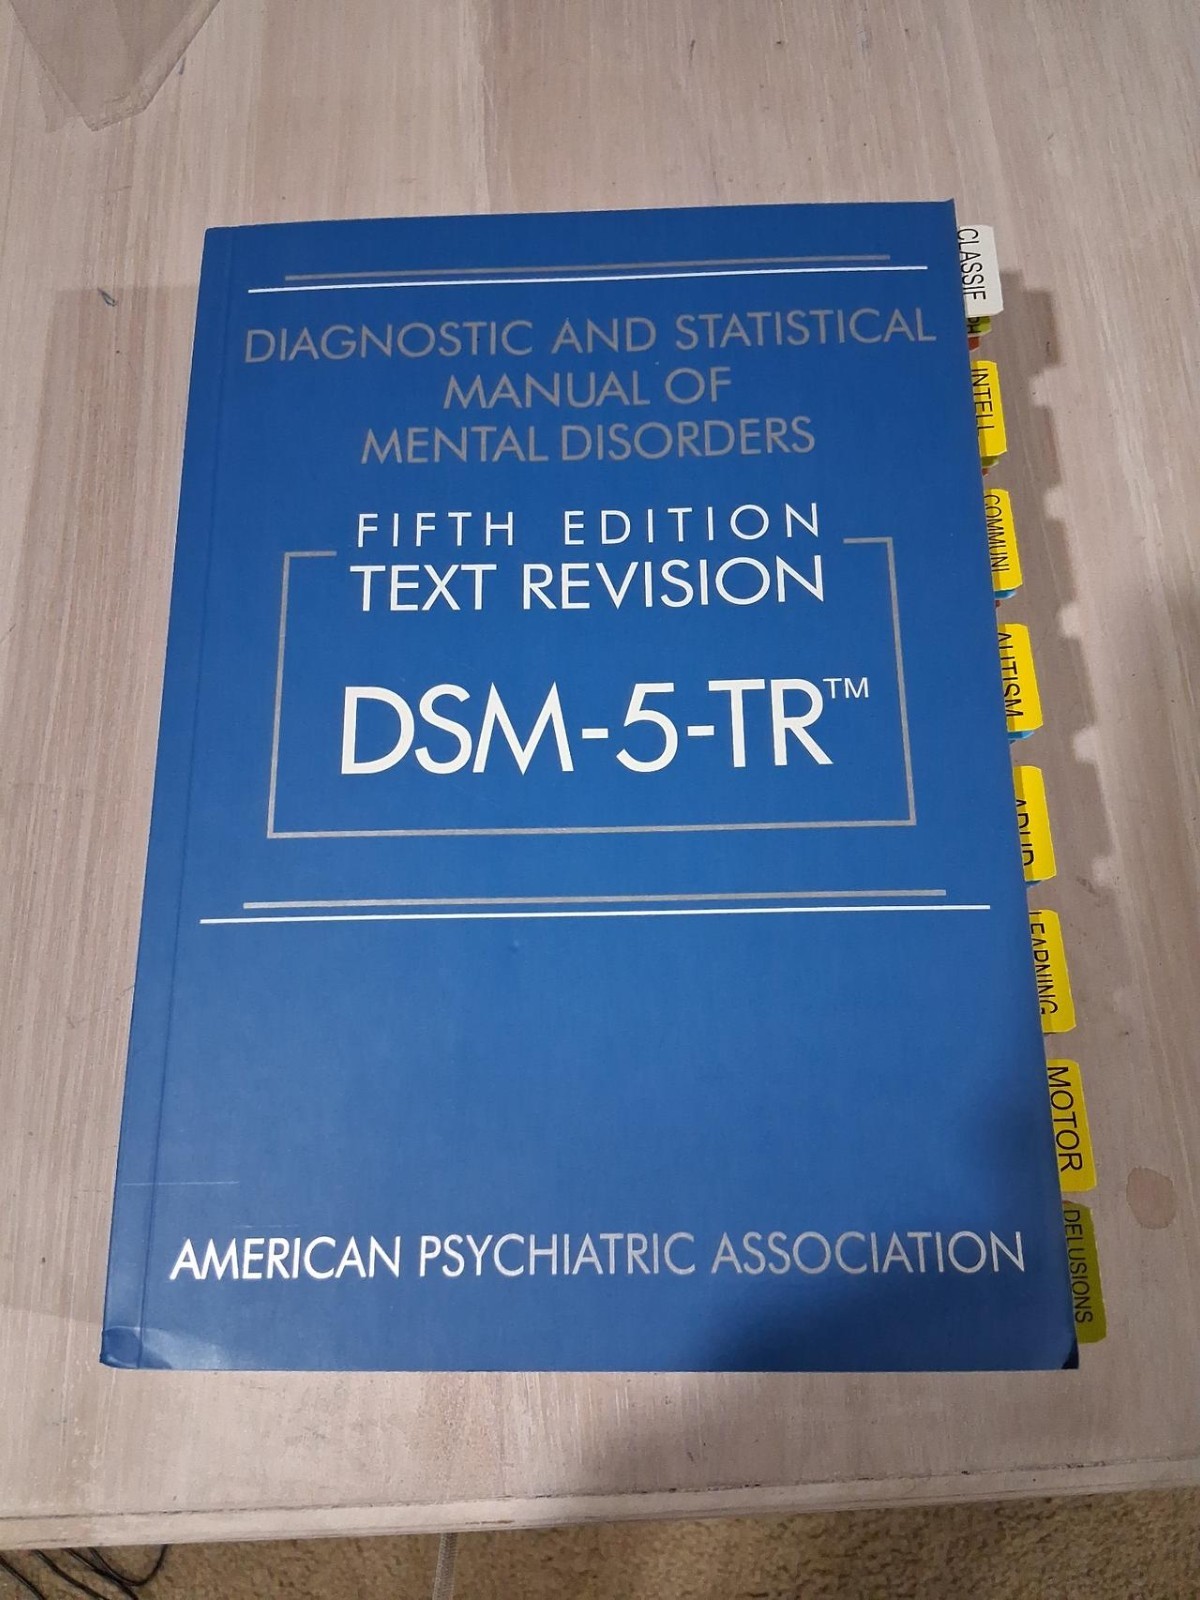 DIAGNOSTIC AND STATISTICAL
MANUAL OF
MENTAL DISORDERS
FIFTH EDITION
TEXT REVISION
DSM-5-TR™
AMERICAN PSYCHIATRIC ASSOCIATION
CLASSIF
INTELL
COMMUNI
AUTISM
LEARNING
MOTOR
DELUSIONS